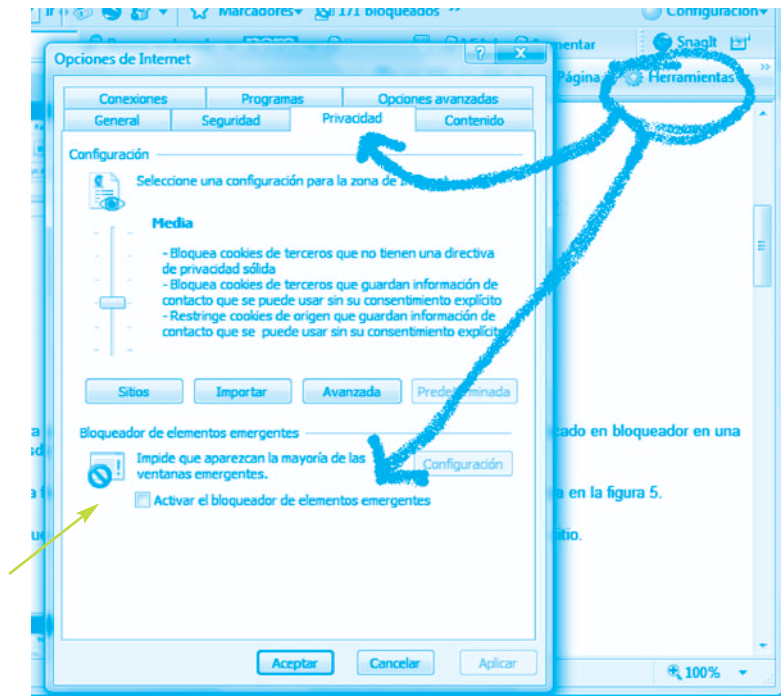 Marcadores 171 bloqueados Configuración
SnagIt
Página Herramientas
Opciones de Internet
Conexiones Programas Opciones avanzadas
General Seguridad Privacidad Contenido
Configuración
Seleccione una configuración para la zona de
Media
- Bloquea cookies de terceros que no tienen una directiva
de privacidad sólida
- Bloquea cookies de terceros que guardan información de
contacto que se puede usar sin su consentimiento explícito
- Restringe cookies de origen que guardan información de
contacto que se puede usar sin su consentimiento explícito
Sitios Importar Avanzada Predeterminada
Bloqueador de elementos emergentes
cado en bloqueador en una
Impide que aparezcan la mayoría de las
ventanas emergentes.
Configuración
Activar el bloqueador de elementos emergentes
a en la figura 5.
itio.
Aceptar Cancelar Aplicar
100%